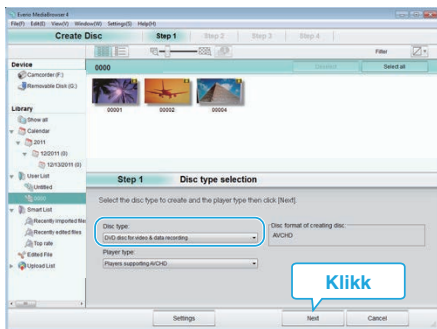 Everio MediaBrowser 4
File(F) Edit(E) View(V) Window(W) Settings(S) Help(H)
Create Disc
Step 1
Step 2
Step 3
Step 4
Filter
Device
Camcorder (F:)
Removable Disk (G:)
0000
Select all
00001
00002
00004
Library
Show all
Calendar
2011
12/2011 (0)
12/13/2011 (6)
User List
Untitled
0000
Smart List
Recently imported file
Recently edited files
Top rate
Edited File
Upload List
Step 1
Disc type selection
Select the disc type to create and the player type then click [Next].
Disc type:
DVD disc for video & data recording
Player type:
Players supporting AVCHD
Disc format of creating disc.
AVCHD
Klikk
Settings
Next
Cancel